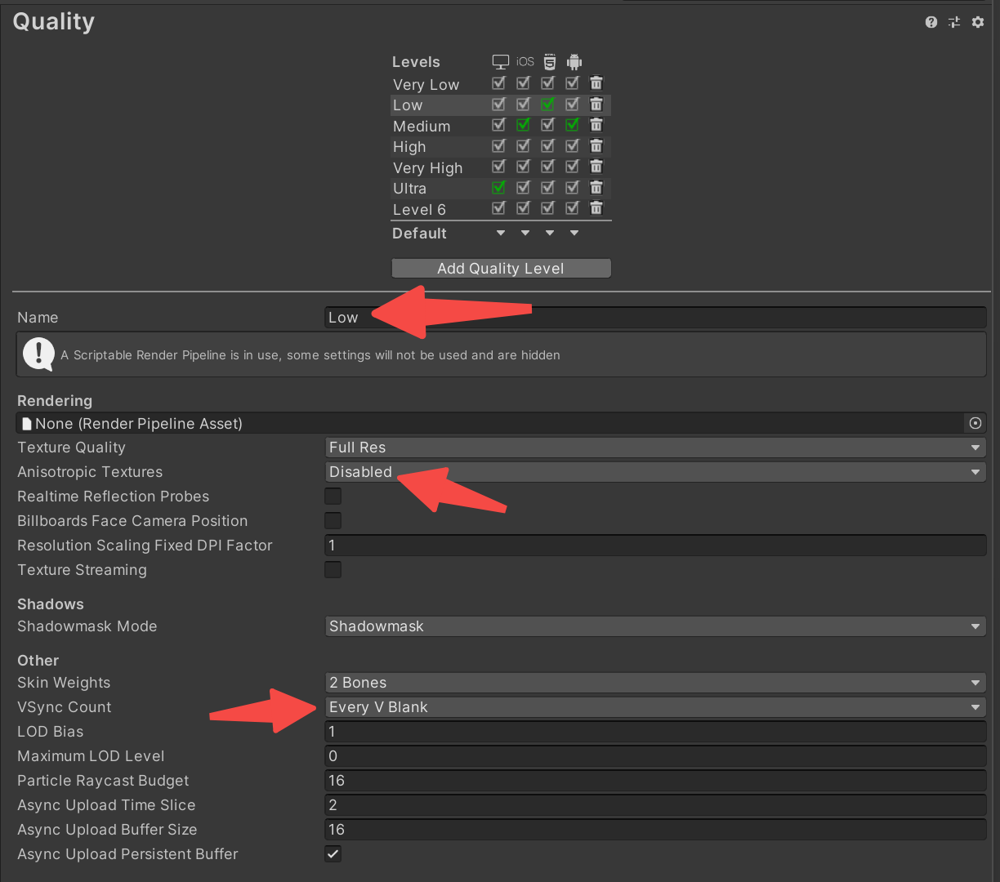 Quality
Levels iOS HTML 5
Very Low
Low
Medium
High
Very High
Ultra
Level 6
Default
Add Quality Level
Name Low
A Scriptable Render Pipeline is in use, some settings will not be used and are hidden
Rendering
None (Render Pipeline Asset)
Texture Quality Full Res
Anisotropic Textures Disabled
Realtime Reflection Probes
Billboards Face Camera Position
Resolution Scaling Fixed DPI Factor 1
Texture Streaming
Shadows
Shadowmask Mode Shadowmask
Other
Skin Weights 2 Bones
VSync Count Every V Blank
LOD Bias 1
Maximum LOD Level 0
Particle Raycast Budget 16
Async Upload Time Slice 2
Async Upload Buffer Size 16
Async Upload Persistent Buffer